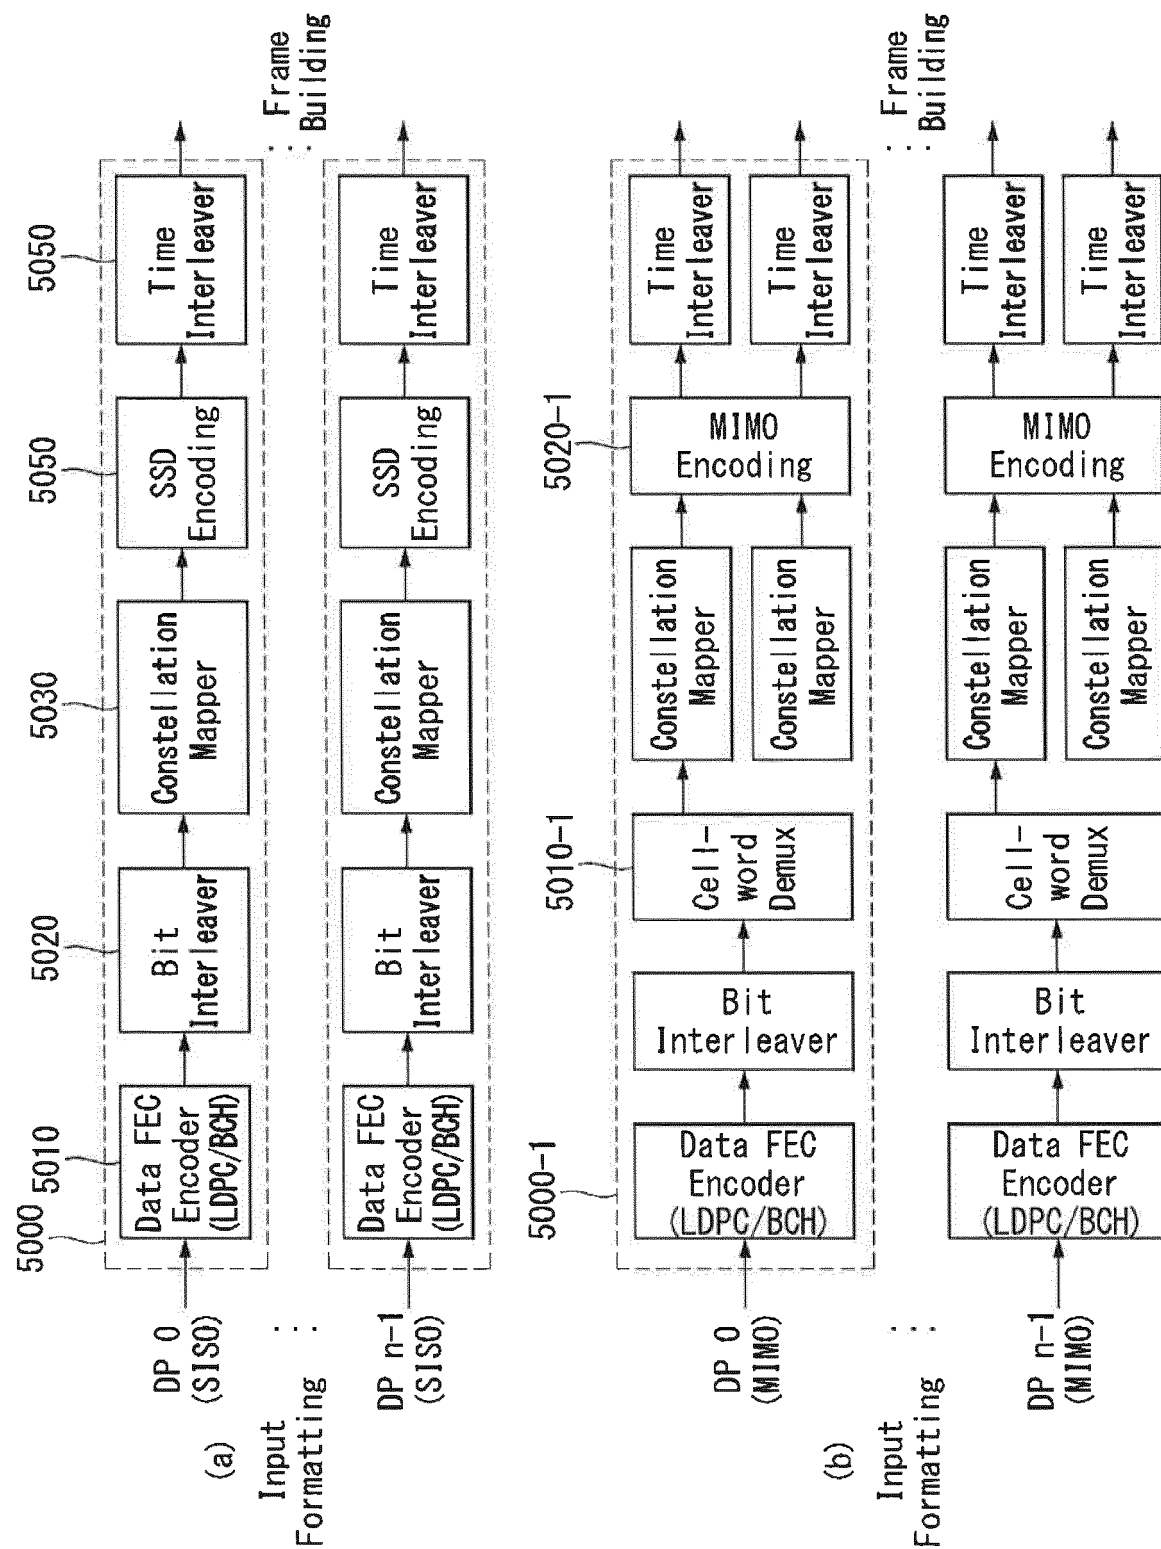 (a)
Input
Formatting
DP 0
(SISO)
5000
5010
Data FEC
Encoder
(LDPC/BCH)
5020
Bit
Interleaver
5030
Constellation
Mapper
5050
SSD
Encoding
5050
Time
Interleaver
Frame
Building
DP n-1
(SISO)
Data FEC
Encoder
(LDPC/BCH)
Bit
Interleaver
Constellation
Mapper
SSD
Encoding
Time
Interleaver
(b)
Input
Formatting
DP 0
(MIMO)
5000-1
Data FEC
Encoder
(LDPC/BCH)
Bit
Interleaver
5010-1
Cell-
word
Demux
Constellation
Mapper
Constellation
Mapper
5020-1
MIMO
Encoding
Time
Interleaver
Time
Interleaver
Frame
Building
DP n-1
(MIMO)
Data FEC
Encoder
(LDPC/BCH)
Bit
Interleaver
Cell-
word
Demux
Constellation
Mapper
Constellation
Mapper
MIMO
Encoding
Time
Interleaver
Time
Interleaver